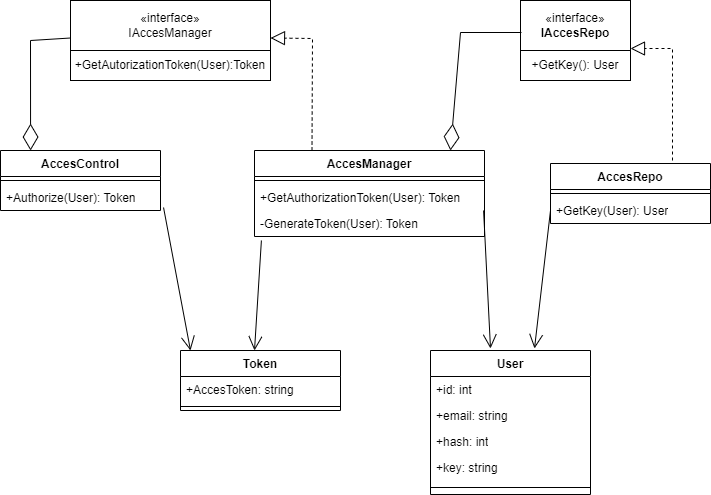 «interface»
IAccesManager
+GetAutorizationToken(User):Token
«interface»
IAccesRepo
+GetKey(): User
AccesControl
+Authorize(User): Token
AccesManager
+GetAuthorizationToken(User): Token
-GenerateToken(User): Token
AccesRepo
+GetKey(User): User
Token
+AccesToken: string
User
+id: int
+email: string
+hash: int
+key: string